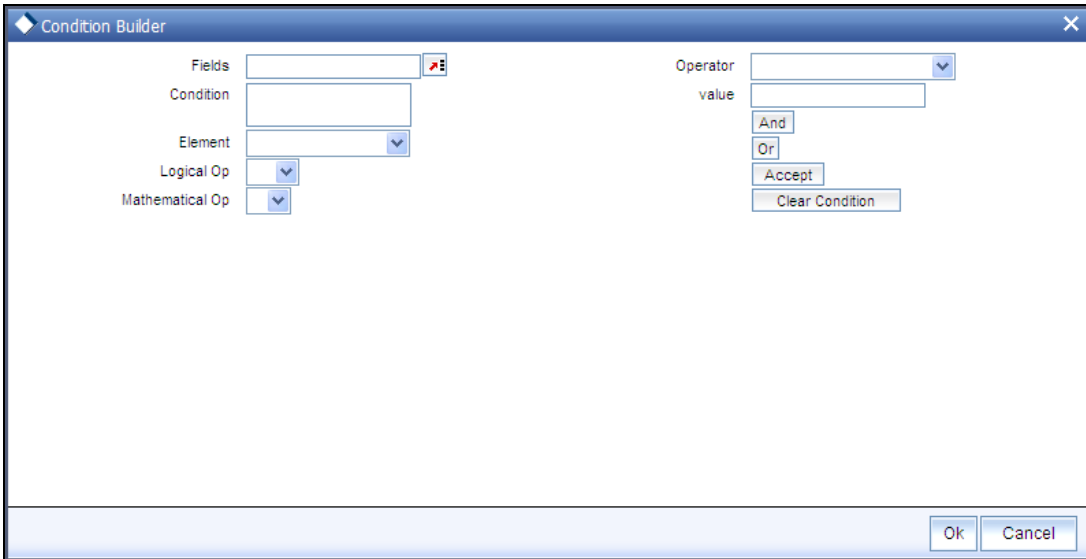 Condition Builder
Fields
Operator
Condition
value
And
Element
Or
Logical Op
Accept
Mathematical Op
Clear Condition
Ok
Cancel